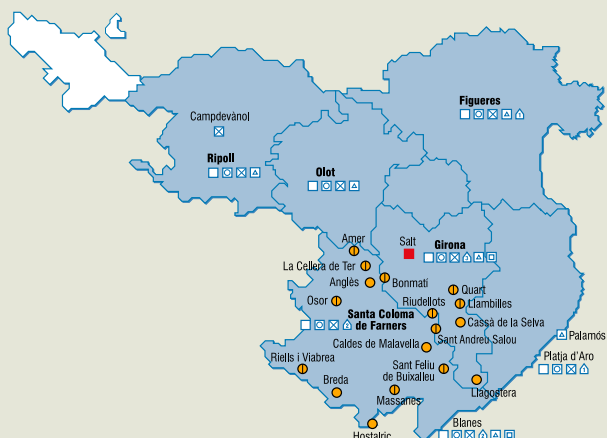 Campdevànol
Figueres
Ripoll
Olot
Amer
Salt
Girona
La Cellera de Ter
Anglès
Bonmatí
Quart
Osor
Riudellots
Llambilles
Santa Coloma
de Farners
Cassà de la Selva
Sant Andreu Salou
Palamós
Caldes de Malavella
Platja d'Aro
Riells i Viabrea
Sant Feliu
de Buixalleu
Breda
Llagostera
Massanes
Blanes
Hostalric